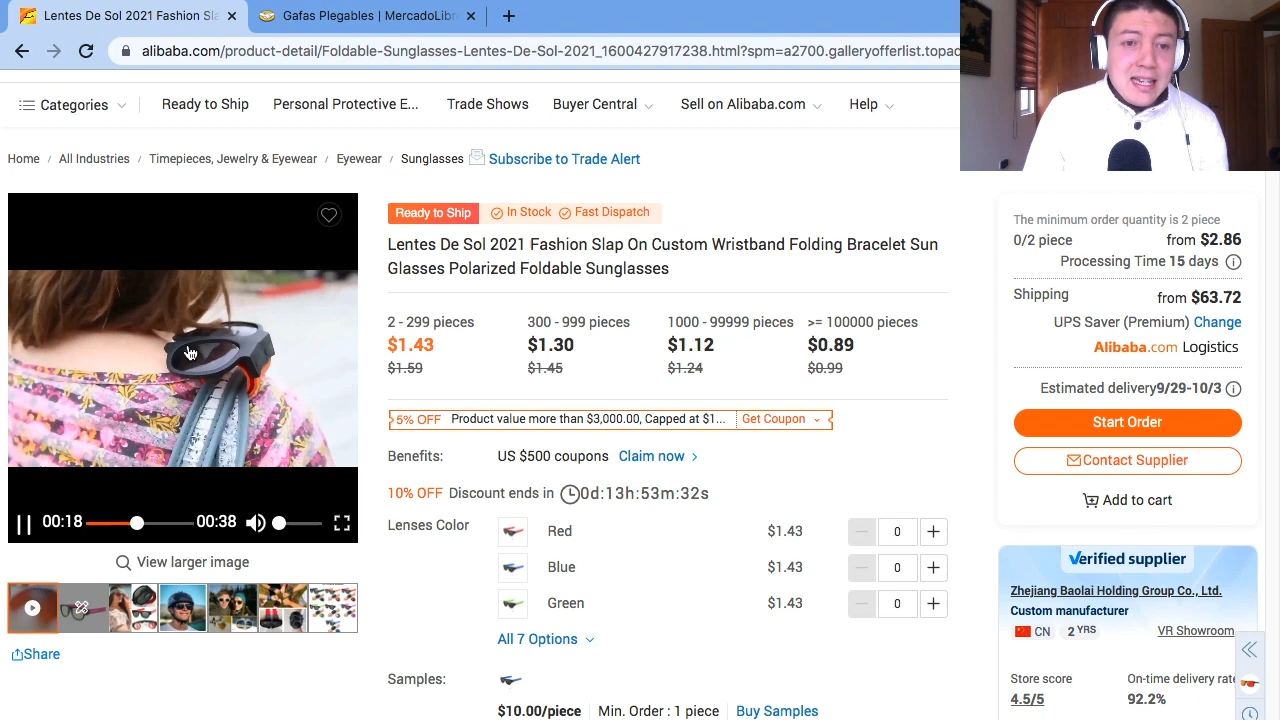 Lentes De Sol 2021 Fashion Sla
Gafas Plegables | MercadoLibr
alibaba.com/product-detail/Foldable-Sunglasses-Lentes-De-Sol-2021_1600427917238.html?spm=a2700.galleryofferlist.topad
Categories
Ready to Ship
Personal Protective E...
Trade Shows
Buyer Central
Sell on Alibaba.com
Help
Home / All Industries / Timepieces, Jewelry & Eyewear / Eyewear / Sunglasses
Subscribe to Trade Alert
00:18
00:38
View larger image
Share
Ready to Ship
In Stock
Fast Dispatch
Lentes De Sol 2021 Fashion Slap On Custom Wristband Folding Bracelet Sun
Glasses Polarized Foldable Sunglasses
2 - 299 pieces
300 - 999 pieces
1000 - 99999 pieces
>= 100000 pieces
$1.43
$1.30
$1.12
$0.89
$1.59
$1.45
$1.24
$0.99
5% OFF
Product value more than $3,000.00, Capped at $1...
Get Coupon
Benefits:
US $500 coupons
Claim now >
10% OFF Discount ends in 0d:13h:53m:32s
Lenses Color
Red
$1.43
0
Blue
$1.43
0
Green
$1.43
0
All 7 Options
Samples:
$10.00/piece
Min. Order : 1 piece
Buy Samples
The minimum order quantity is 2 piece
0/2 piece
from $2.86
Processing Time 15 days
Shipping
from $63.72
UPS Saver (Premium) Change
Alibaba.com Logistics
Estimated delivery9/29-10/3
Start Order
Contact Supplier
Add to cart
Verified supplier
Zhejiang Baolai Holding Group Co., Ltd.
Custom manufacturer
CN
2 YRS
VR Showroom
Store score
On-time delivery rate
4.5/5
92.2%